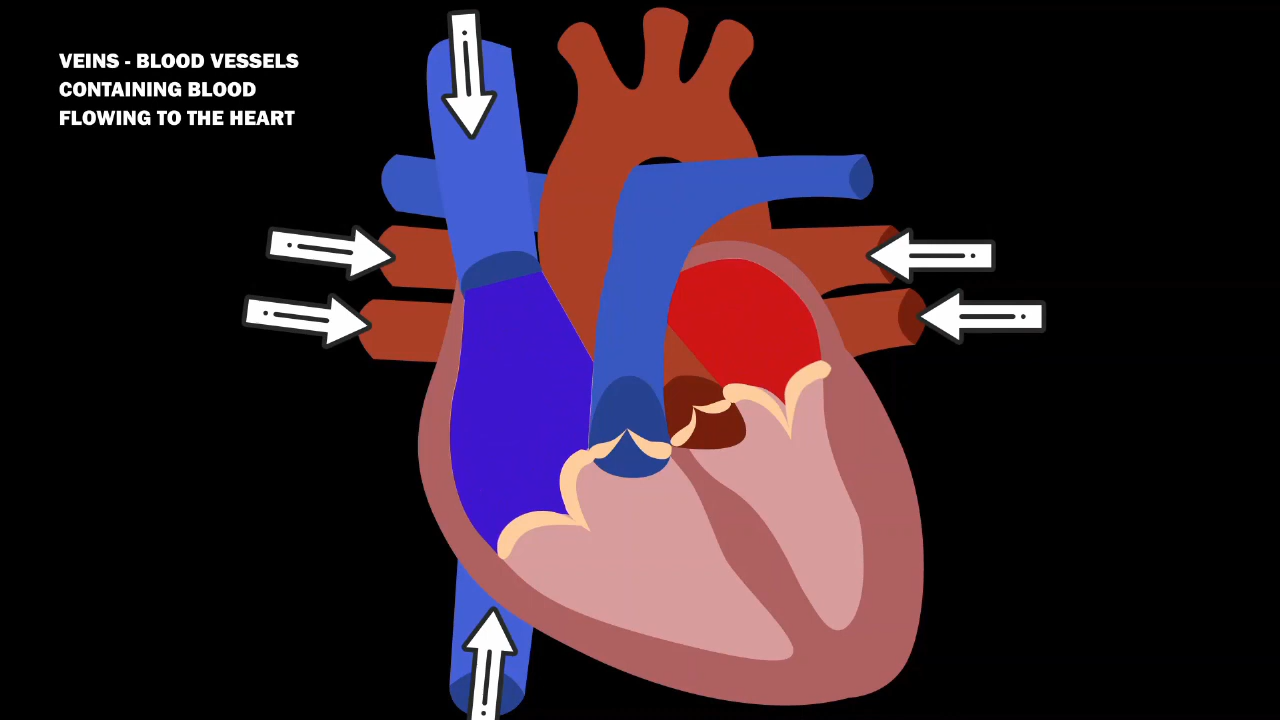 VEINS - BLOOD VESSELS
CONTAINING BLOOD
FLOWING TO THE HEART